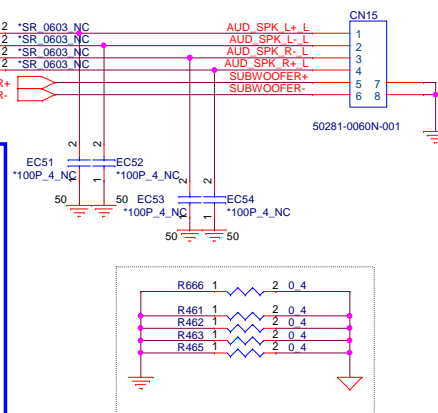 CN15
2 *SR_0603_NC AUD_SPK_L+_L 1
2 *SR_0603_NC AUD_SPK_L-_L 2
2 *SR_0603_NC AUD_SPK_R-_L 3
2 *SR_0603_NC AUD_SPK_R+_L 4
R+ SUBWOOFER+ 5 7
R- SUBWOOFER- 6 8
50281-0060N-001
2 2
EC51 EC52
*100P_4_NC *100P_4_NC
1 1
50 50
2 2
EC53 EC54
*100P_4_NC *100P_4_NC
1 1
50 50
R666 1 2 0_4
R461 1 2 0_4
R462 1 2 0_4
R463 1 2 0_4
R465 1 2 0_4